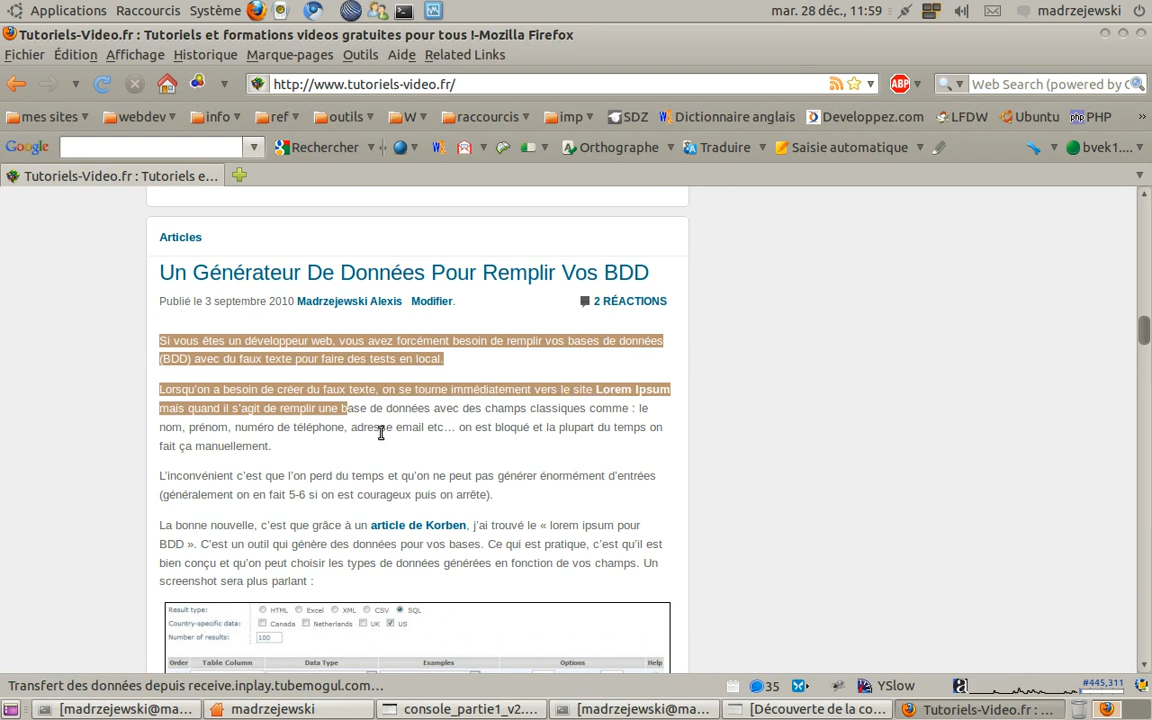 Applications Raccourcis Système mar. 28 déc., 11:59 madrzejewski
Tutoriels-Video.fr : Tutoriels et formations videos gratuites pour tous !-Mozilla Firefox
Fichier Édition Affichage Historique Marque-pages Outils Aide Related Links
http://www.tutoriels-video.fr/ ABP Web Search (powered by G
mes sites webdev info ref outils W raccourcis imp SDZ Dictionnaire anglais Developpez.com LFDW Ubuntu php PHP »
Google Rechercher Orthographe Traduire Saisie automatique bvek1....
Tutoriels-Video.fr : Tutoriels e...
Articles
Un Générateur De Données Pour Remplir Vos BDD
Publié le 3 septembre 2010 Madrzejewski Alexis Modifier. 2 RÉACTIONS
Si vous êtes un développeur web, vous avez forcément besoin de remplir vos bases de données
(BDD) avec du faux texte pour faire des tests en local.
Lorsqu'on a besoin de créer du faux texte, on se tourne immédiatement vers le site Lorem Ipsum
mais quand il s'agit de remplir une base de données avec des champs classiques comme : le
nom, prénom, numéro de téléphone, adresse email etc… on est bloqué et la plupart du temps on
fait ça manuellement.
L'inconvénient c'est que l'on perd du temps et qu'on ne peut pas générer énormément d'entrées
(généralement on en fait 5-6 si on est courageux puis on arrête).
La bonne nouvelle, c'est que grâce à un article de Korben, j'ai trouvé le « lorem ipsum pour
BDD ». C'est un outil qui génère des données pour vos bases. Ce qui est pratique, c'est qu'il est
bien conçu et qu'on peut choisir les types de données générées en fonction de vos champs. Un
screenshot sera plus parlant :
Result type: HTML Excel XML CSV SQL
Country-specific data: Canada Netherlands UK US
Number of results: 100
Order Table Column Data Type Examples Options Help
Transfert des données depuis receive.inplay.tubemogul.com... 35 YSlow #445,311
[madrzejewski@ma... madrzejewski console_partie1_v2.... [madrzejewski@ma... [Découverte de la co... Tutoriels-Video.fr : ...